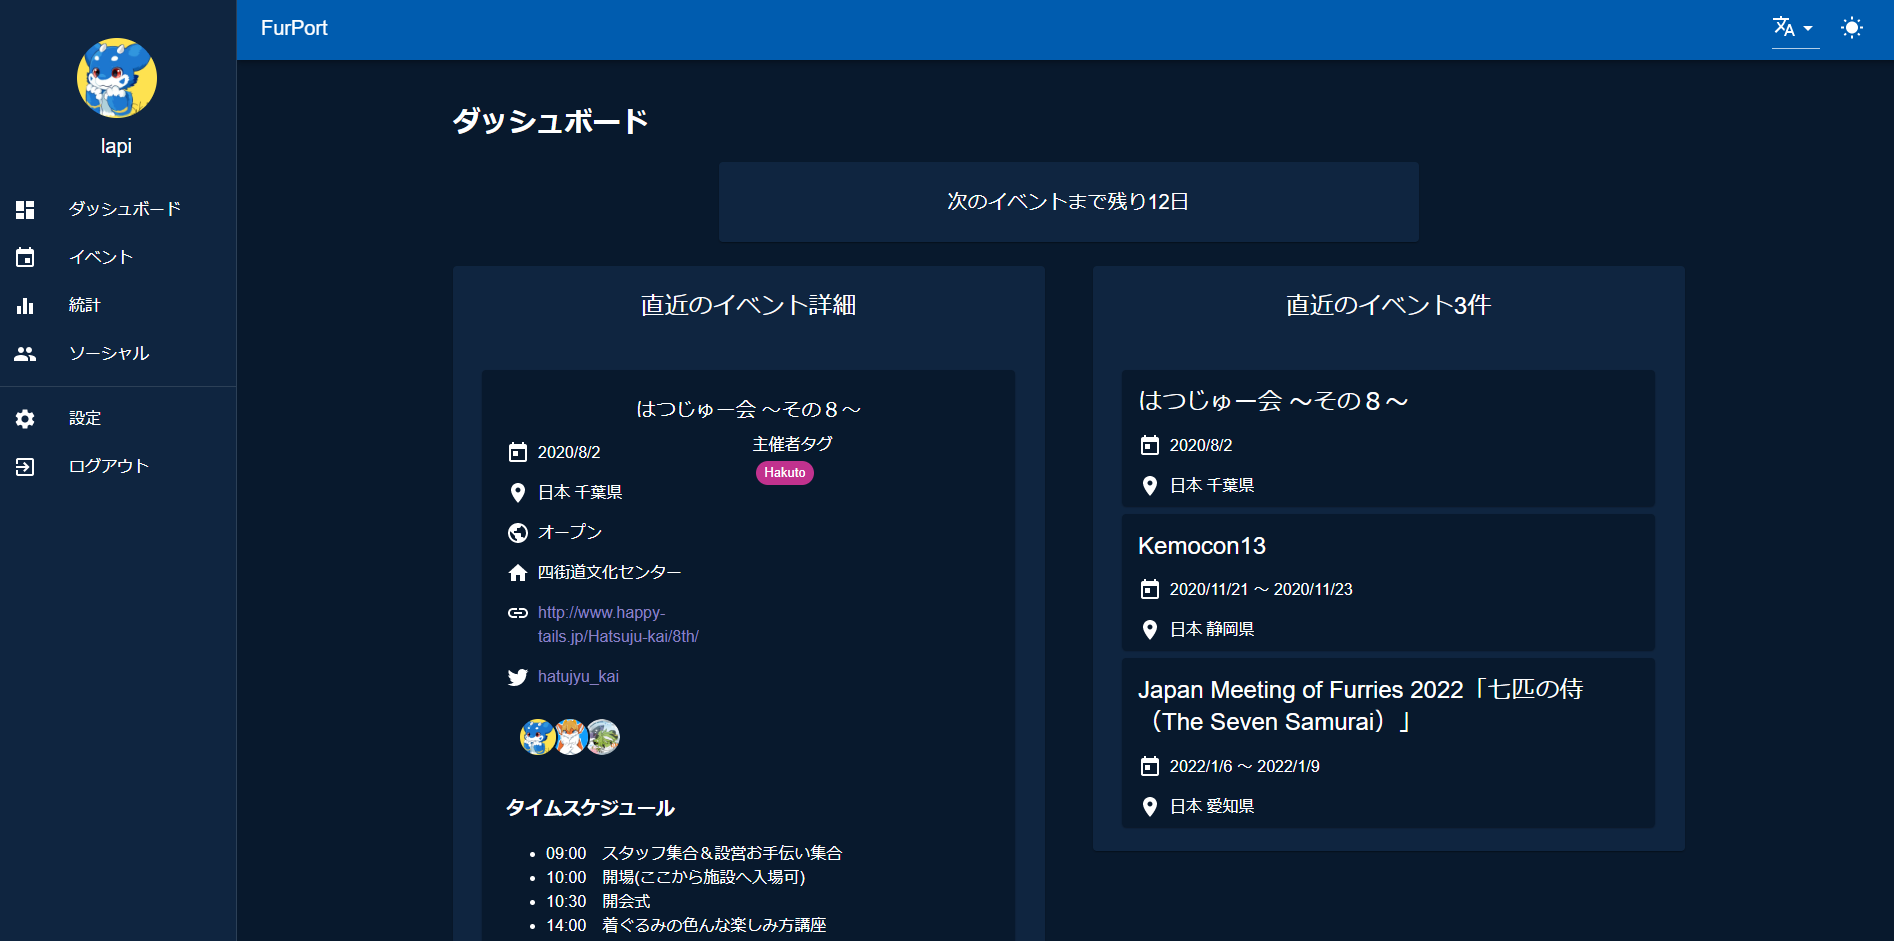 FurPort
lapi
ダッシュボード
イベント
統計
ソーシャル
設定
ログアウト
ダッシュボード
次のイベントまで残り12日
直近のイベント詳細
はつじゅー会 ～その８～
2020/8/2
日本 千葉県
オープン
四街道文化センター
http://www.happy-
tails.jp/Hatsuju-kai/8th/
hatujyu_kai
主催者タグ
Hakuto
タイムスケジュール
09:00　スタッフ集合＆設営お手伝い集合
10:00　開場(ここから施設へ入場可)
10:30　開会式
14:00　着ぐるみの色んな楽しみ方講座
直近のイベント3件
はつじゅー会 ～その８～
2020/8/2
日本 千葉県
Kemocon13
2020/11/21 ～ 2020/11/23
日本 静岡県
Japan Meeting of Furries 2022「七匹の侍
（The Seven Samurai）」
2022/1/6 ～ 2022/1/9
日本 愛知県